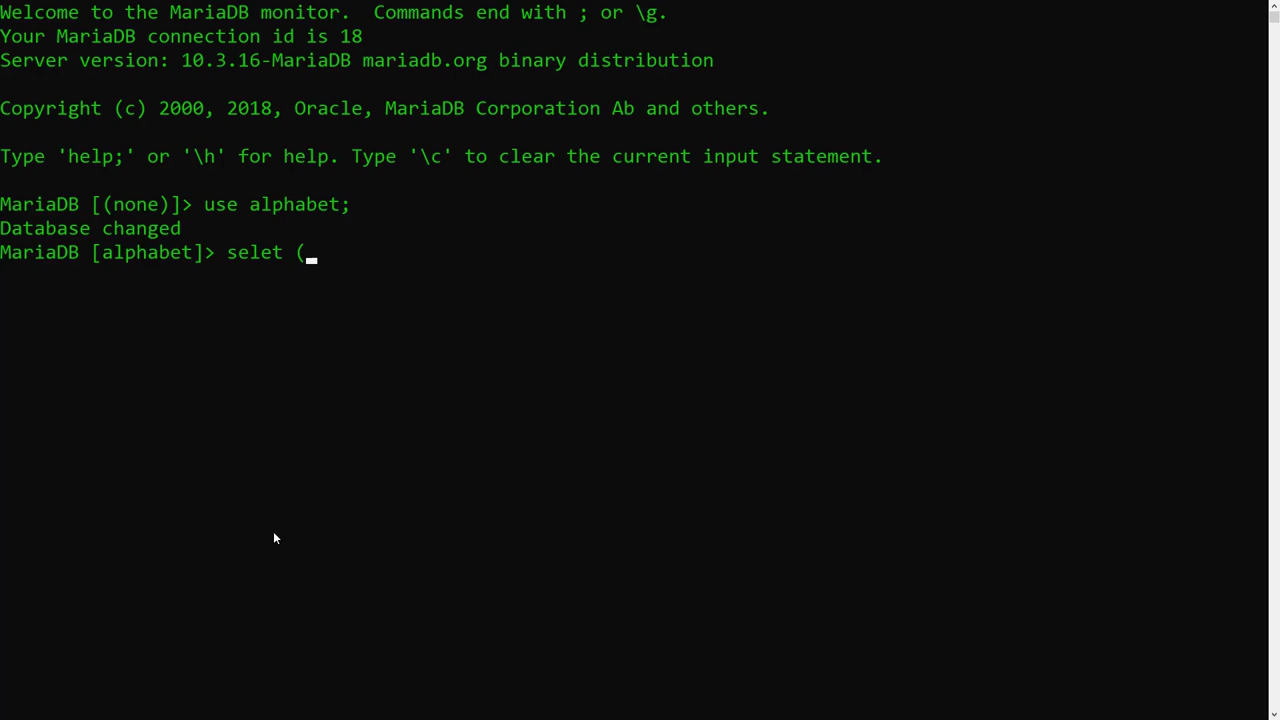 Welcome to the MariaDB monitor.  Commands end with ; or \g.
Your MariaDB connection id is 18
Server version: 10.3.16-MariaDB mariadb.org binary distribution
Copyright (c) 2000, 2018, Oracle, MariaDB Corporation Ab and others.
Type 'help;' or '\h' for help. Type '\c' to clear the current input statement.
MariaDB [(none)]> use alphabet;
Database changed
MariaDB [alphabet]> selet (